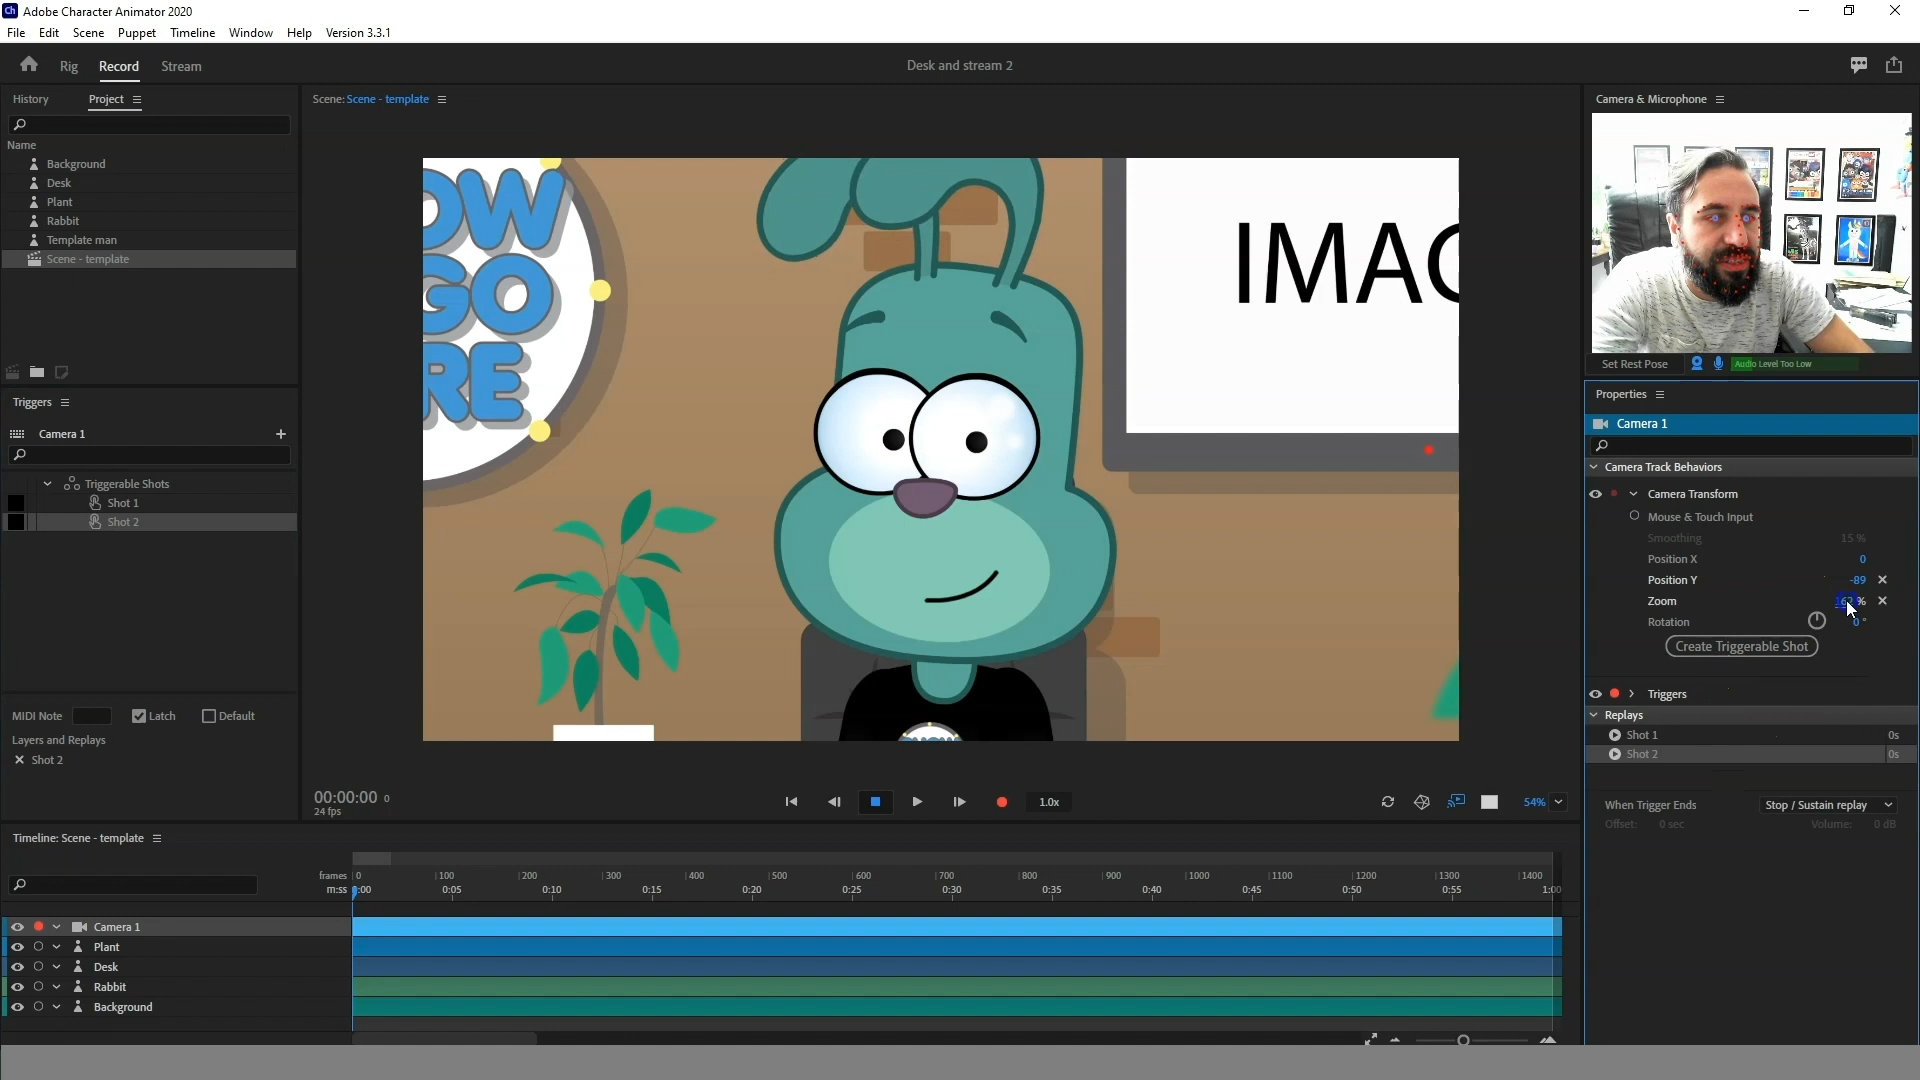 Ch Adobe Character Animator 2020
File Edit Scene Puppet Timeline Window Help Version 3.3.1
Rig Record Stream
Desk and stream 2
History Project
Name
Background
Desk
Plant
Rabbit
Template man
Scene - template
Triggers
Camera 1
Triggerable Shots
Shot 1
Shot 2
MIDI Note Latch Default
Layers and Replays
Shot 2
Scene: Scene - template
OW
GO
RE
IMAG
00:00:00 0
24 fps
1.0x
54%
Camera & Microphone
Set Rest Pose Audio Level Too Low
Properties
Camera 1
Camera Track Behaviors
Camera Transform
Mouse & Touch Input
Smoothing 15 %
Position X 0
Position Y -89
Zoom %
Rotation 0 °
Create Triggerable Shot
Triggers
Replays
Shot 1 0s
Shot 2 0s
When Trigger Ends Stop / Sustain replay
Offset: 0 sec Volume: 0 dB
Timeline: Scene - template
frames 0 100 200 300 400 500 600 700 800 900 1000 1100 1200 1300 1400
m:ss 0:00 0:05 0:10 0:15 0:20 0:25 0:30 0:35 0:40 0:45 0:50 0:55 1:00
Camera 1
Plant
Desk
Rabbit
Background